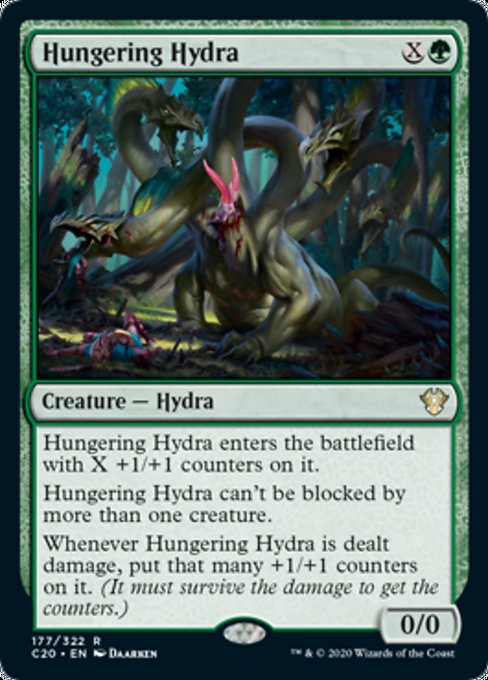 Hungering Hydra X
Creature — Hydra
Hungering Hydra enters the battlefield
with X +1/+1 counters on it.
Hungering Hydra can't be blocked by
more than one creature.
Whenever Hungering Hydra is dealt
damage, put that many +1/+1 counters
on it. (It must survive the damage to get the
counters.)
0/0
177/322 R
C20 • EN DAARKEN
™ & © 2020 Wizards of the Coast